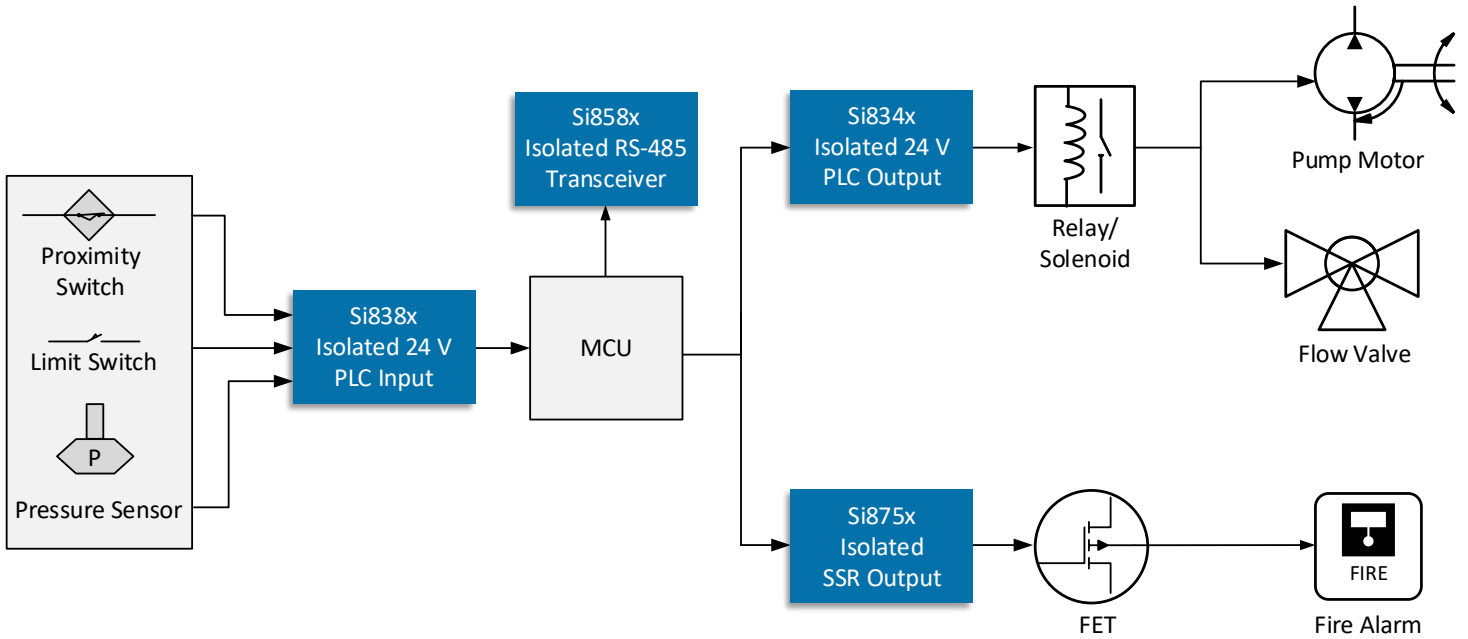 Proximity
Switch
Limit Switch
P
Pressure Sensor
Si838x
Isolated 24 V
PLC Input
MCU
Si858x
Isolated RS-485
Transceiver
Si834x
Isolated 24 V
PLC Output
Relay/
Solenoid
Pump Motor
Flow Valve
Si875x
Isolated
SSR Output
FET
FIRE
Fire Alarm